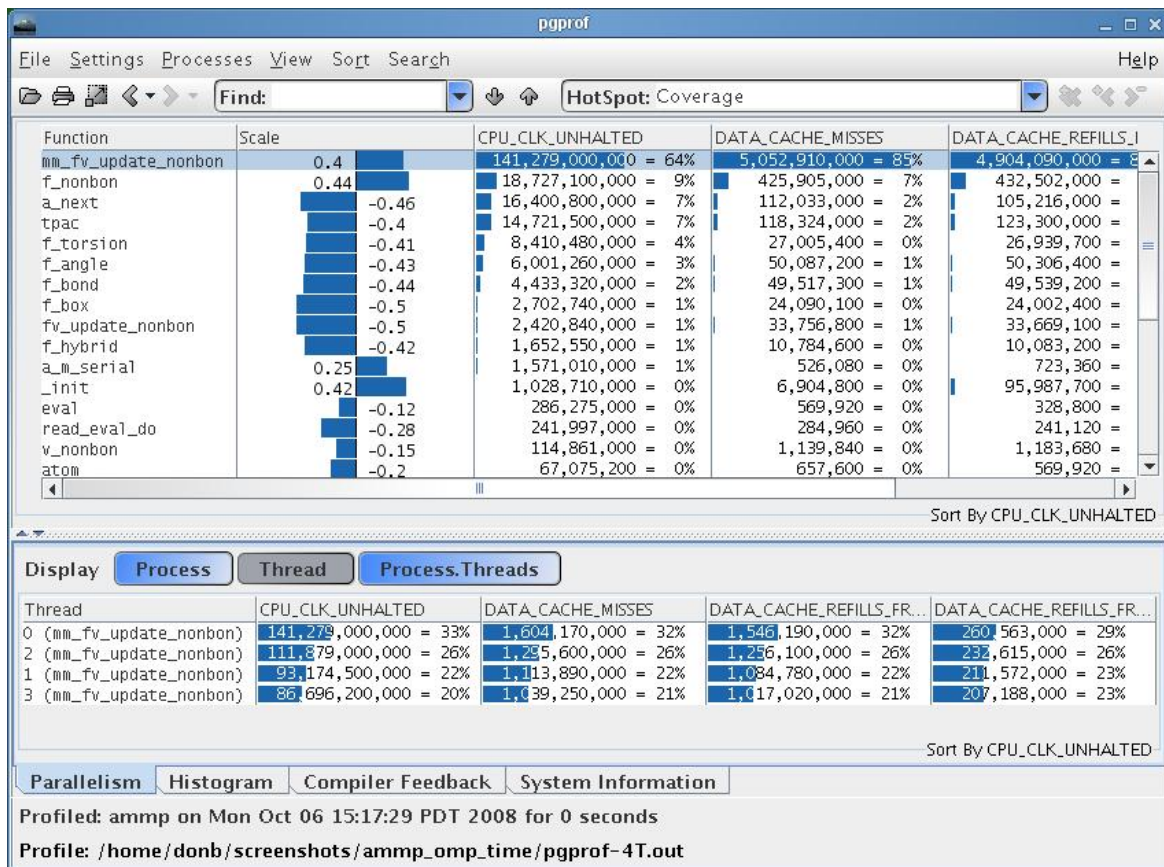 pgprof
File Settings Processes View Sort Search Help
Find: HotSpot: Coverage
Function Scale CPU_CLK_UNHALTED DATA_CACHE_MISSES DATA_CACHE_REFILLS_
mm_fv_update_nonbon 0.4 141,279,000,000 = 64% 5,052,910,000 = 85% 4,904,090,000 = 8
f_nonbon 0.44 18,727,100,000 = 9% 425,905,000 = 7% 432,502,000 =
a_next -0.46 16,400,800,000 = 7% 112,033,000 = 2% 105,216,000 =
tpac -0.4 14,721,500,000 = 7% 118,324,000 = 2% 123,300,000 =
f_torsion -0.41 8,410,480,000 = 4% 27,005,400 = 0% 26,939,700 =
f_angle -0.43 6,001,260,000 = 3% 50,087,200 = 1% 50,306,400 =
f_bond -0.44 4,433,320,000 = 2% 49,517,300 = 1% 49,539,200 =
f_box -0.5 2,702,740,000 = 1% 24,090,100 = 0% 24,002,400 =
fv_update_nonbon -0.5 2,420,840,000 = 1% 33,756,800 = 1% 33,669,100 =
f_hybrid -0.42 1,652,550,000 = 1% 10,784,600 = 0% 10,083,200 =
a_m_serial 0.25 1,571,010,000 = 1% 526,080 = 0% 723,360 =
_init 0.42 1,028,710,000 = 0% 6,904,800 = 0% 95,987,700 =
eval -0.12 286,275,000 = 0% 569,920 = 0% 328,800 =
read_eval_do -0.28 241,997,000 = 0% 284,960 = 0% 241,120 =
v_nonbon -0.15 114,861,000 = 0% 1,139,840 = 0% 1,183,680 =
atom -0.2 67,075,200 = 0% 657,600 = 0% 569,920 =
Sort By CPU_CLK_UNHALTED
Display Process Thread Process.Threads
Thread CPU_CLK_UNHALTED DATA_CACHE_MISSES DATA_CACHE_REFILLS_FR... DATA_CACHE_REFILLS_FR...
0 (mm_fv_update_nonbon) 141,279,000,000 = 33% 1,604,170,000 = 32% 1,546,190,000 = 32% 260,563,000 = 29%
2 (mm_fv_update_nonbon) 111,879,000,000 = 26% 1,295,600,000 = 26% 1,256,100,000 = 26% 232,615,000 = 26%
1 (mm_fv_update_nonbon) 93,174,500,000 = 22% 1,113,890,000 = 22% 1,084,780,000 = 22% 211,572,000 = 23%
3 (mm_fv_update_nonbon) 86,696,200,000 = 20% 1,039,250,000 = 21% 1,017,020,000 = 21% 207,188,000 = 23%
Sort By CPU_CLK_UNHALTED
Parallelism Histogram Compiler Feedback System Information
Profiled: ammp on Mon Oct 06 15:17:29 PDT 2008 for 0 seconds
Profile: /home/donb/screenshots/ammp_omp_time/pgprof-4T.out